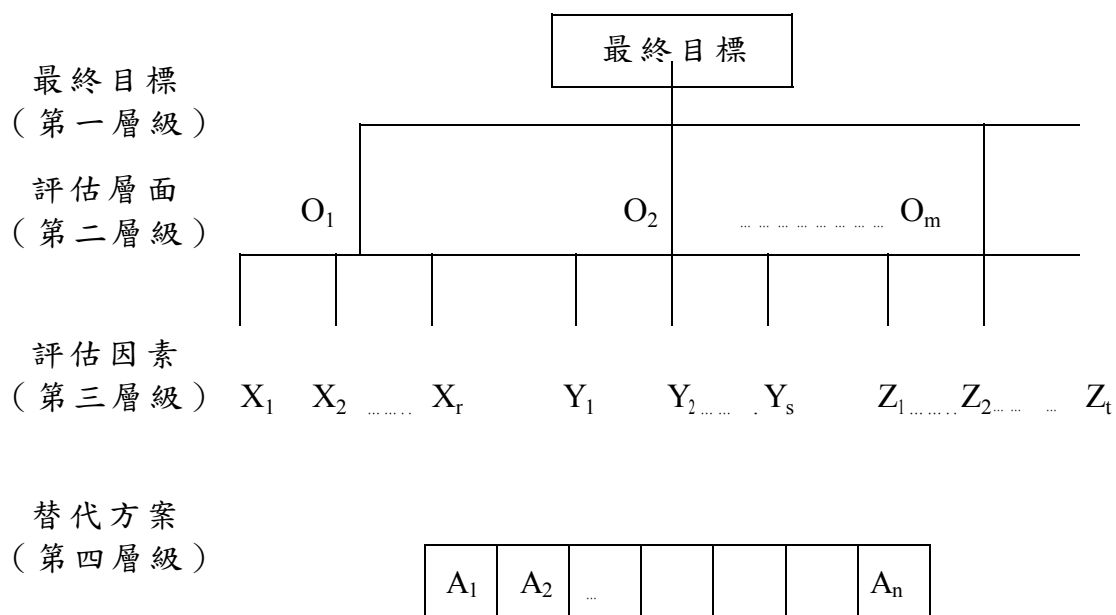 最終目標
最終目標
（第一層級）
評估層面
（第二層級）
O₁ O₂ … … … … … … … … Oₘ
評估因素
（第三層級） X₁ X₂ …….. Xᵣ Y₁ Y₂ …… . Yₛ Z₁ …….. Z₂ …… … Zₜ
替代方案
（第四層級）
A₁ A₂ … Aₙ